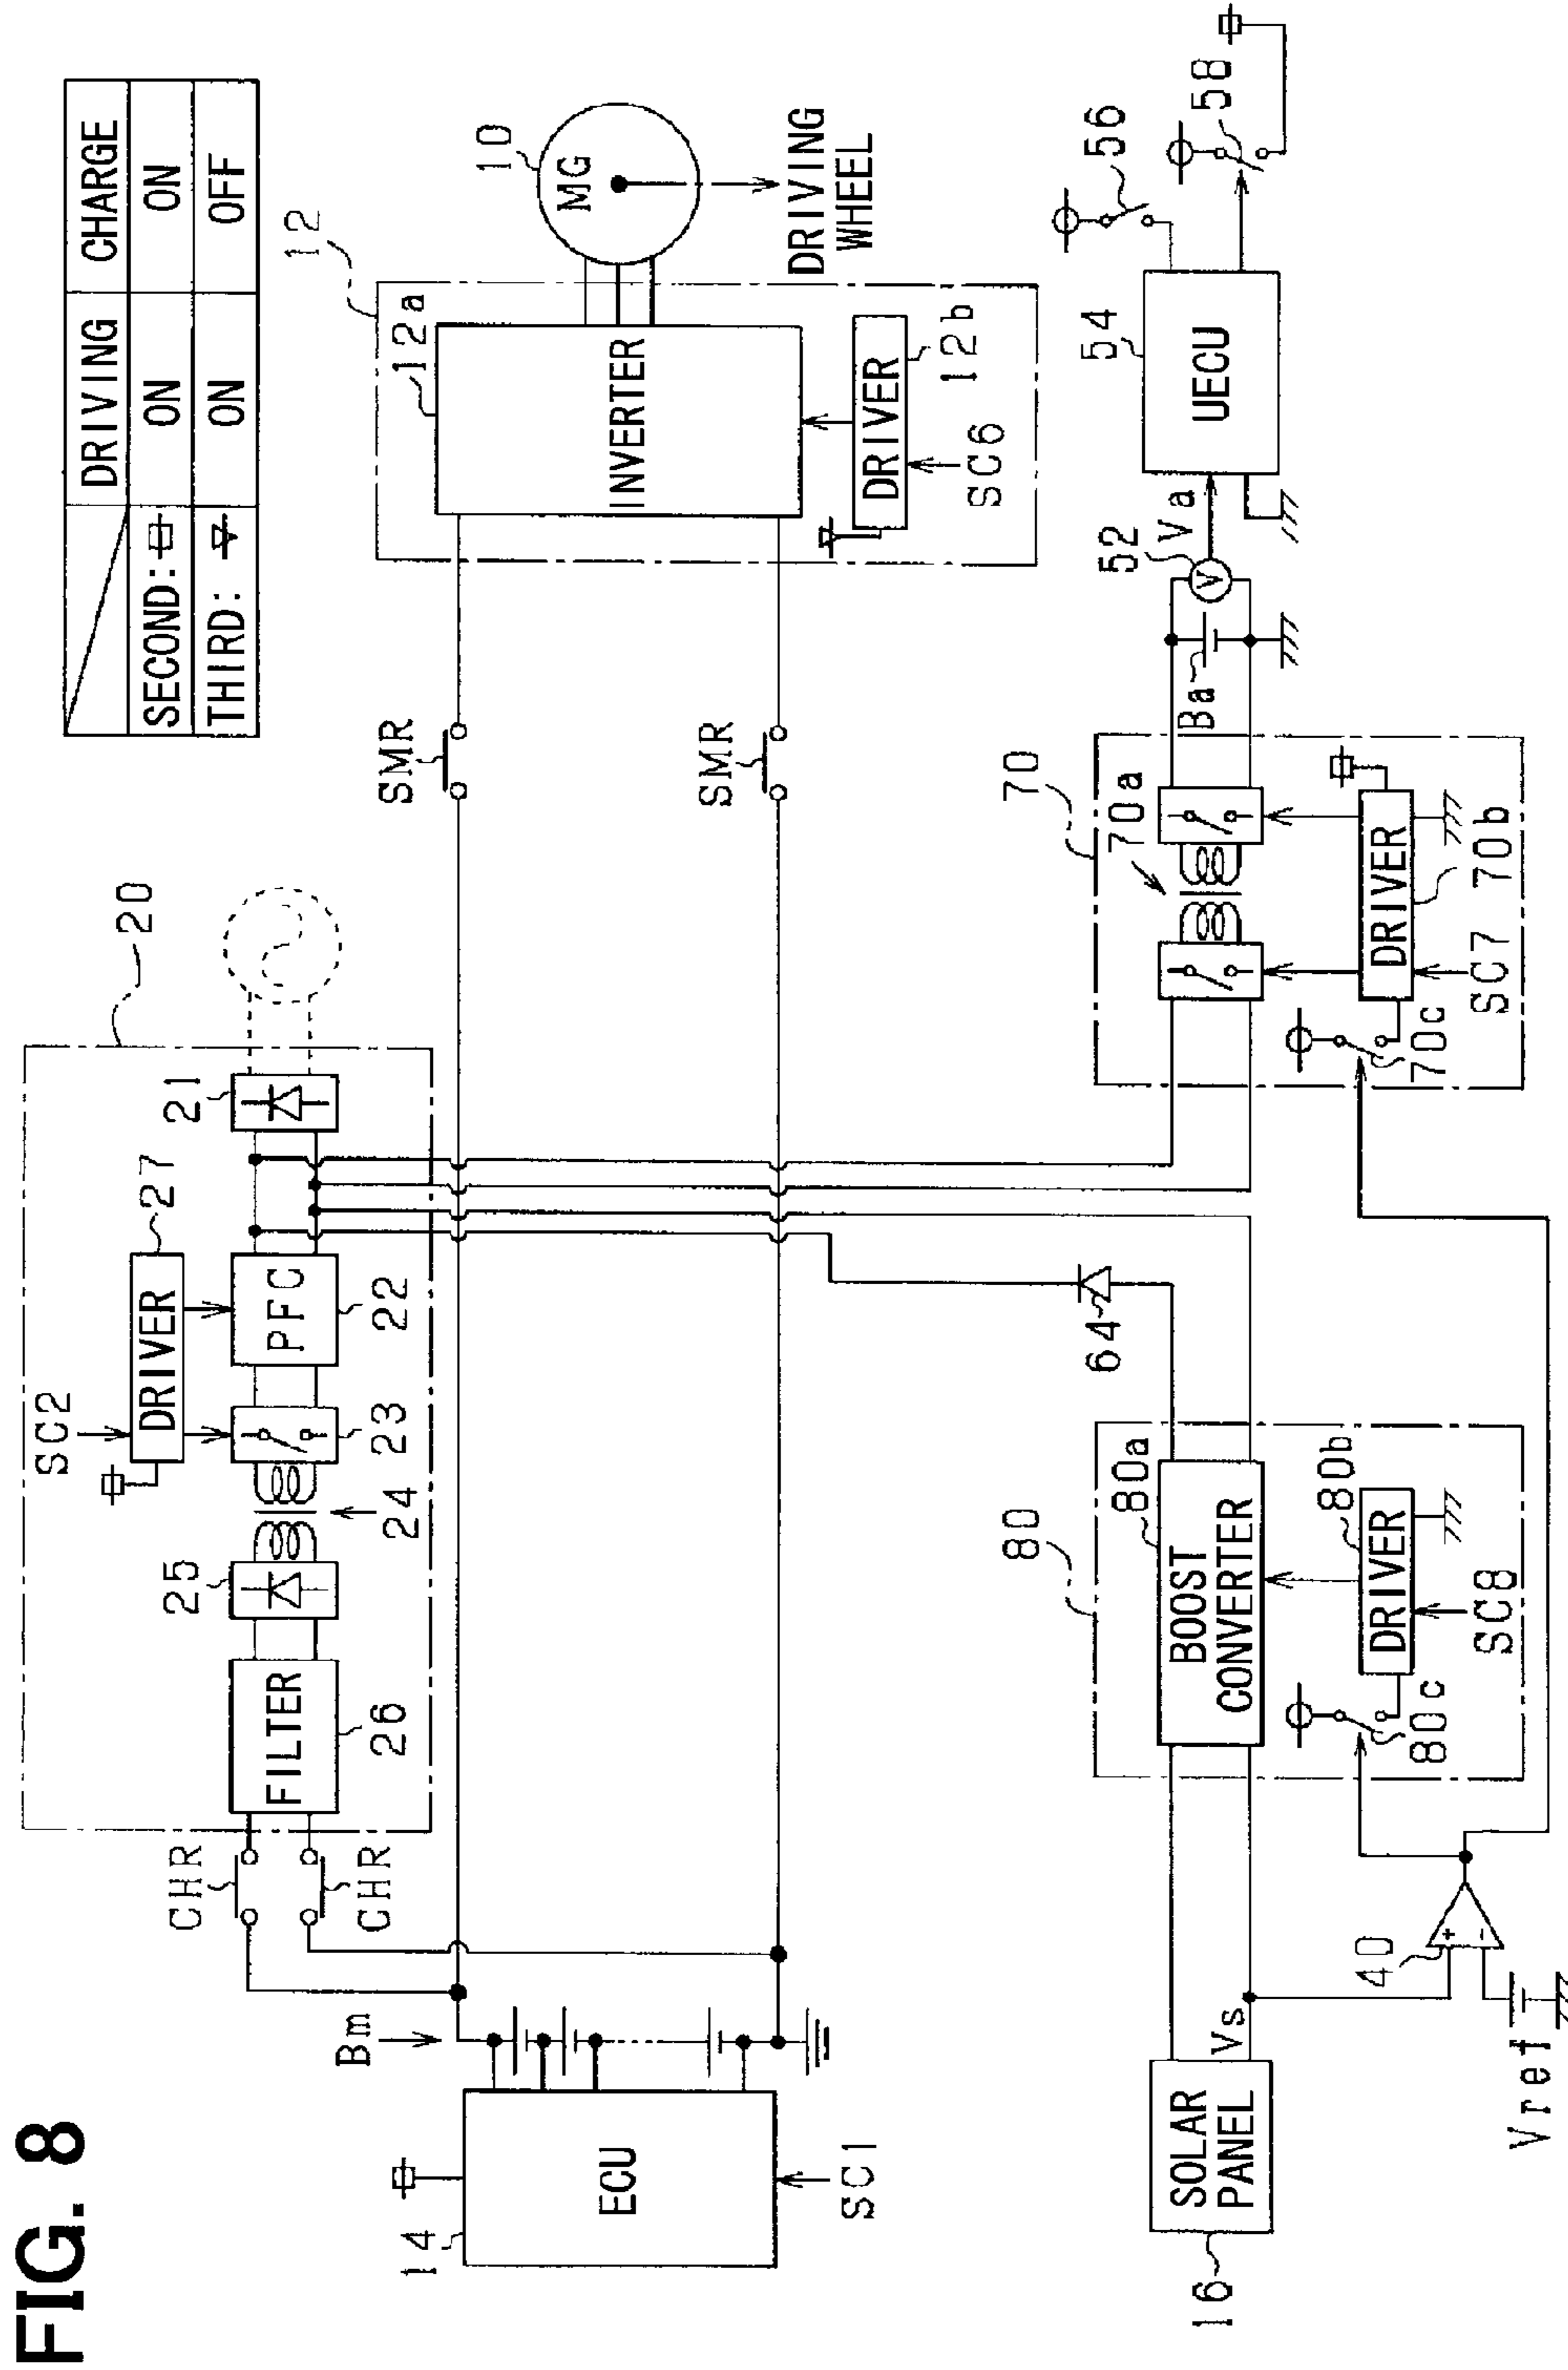 FIG. 8
DRIVING CHARGE
SECOND: ON ON
THIRD: ON OFF
20
SC2
DRIVER
27
21
PFC
22
23
24
25
FILTER
26
CHR
CHR
Bm
14
ECU
SC1
SMR
SMR
12
12a
INVERTER
DRIVER
12b
SC6
10
MG
DRIVING
WHEEL
16
SOLAR
PANEL
Vs
40
+
-
Vref
80
80a
BOOST
CONVERTER
80b
DRIVER
80c
SC8
64
70
70a
DRIVER
70b
70c
SC7
Ba
52
V
Va
54
UECU
56
58